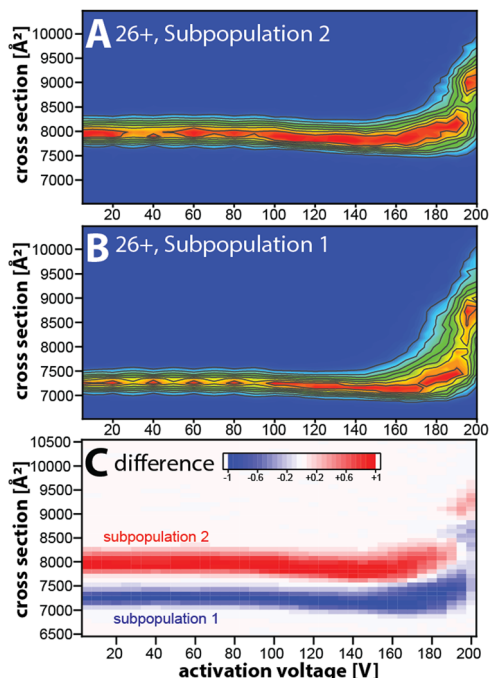 A 26+, Subpopulation 2
cross section [Å²]
10000
9500
9000
8500
8000
7500
7000
20 40 60 80 100 120 140 160 180 200
B 26+, Subpopulation 1
cross section [Å²]
10000
9500
9000
8500
8000
7500
7000
20 40 60 80 100 120 140 160 180 200
C difference
-1 -0.6 -0.2 +0.2 +0.6 +1
cross section [Å²]
10500
10000
9500
9000
8500
8000
7500
7000
6500
subpopulation 2
subpopulation 1
20 40 60 80 100 120 140 160 180 200
activation voltage [V]